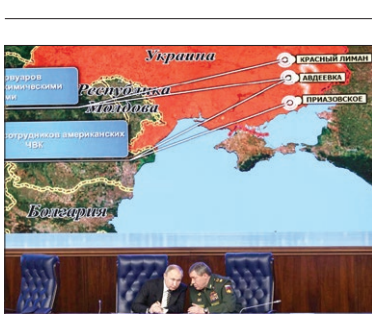 Украина
КРАСНЫЙ ЛИМАН
АВДЕЕВКА
ПРИАЗОВСКОЕ
Республика
Молдова
химическими
сотрудников американских
ЧВК
Болгария